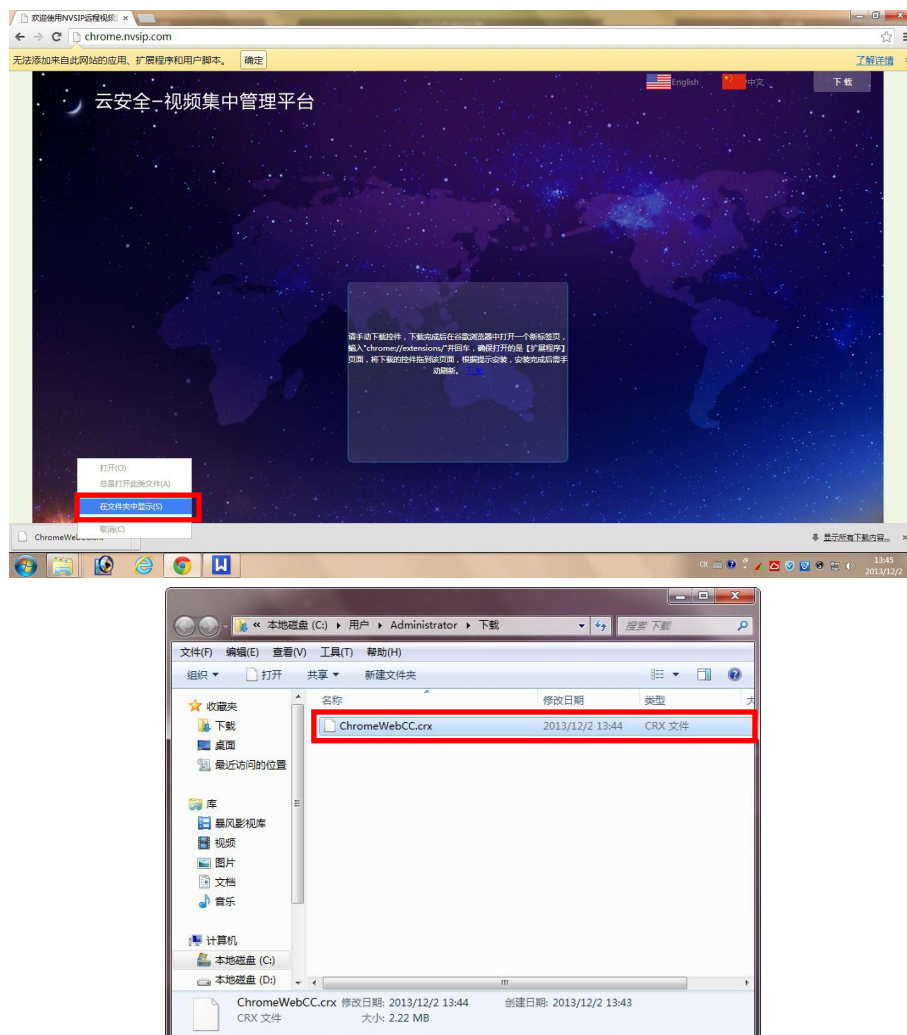 欢迎使用NVSIP远程视频
chrome.nvsip.com
无法添加来自此网站的应用、扩展程序和用户脚本。 确定 了解详情
English 中文 下载
云安全-视频集中管理平台
请手动下载控件，下载完成后在谷歌浏览器中打开一个新标签页，
输入"chrome://extensions/"并回车，确保打开的是【扩展程序】
页面，将下载的控件拖到该页面，根据提示安装，安装完成后需手
动刷新。 下载
打开(O)
总是打开此类文件(A)
在文件夹中显示(S)
取消(C)
显示所有下载内容...
CH 13:45
2013/12/2
« 本地磁盘 (C:) 用户 Administrator 下载 搜索 下载
文件(F) 编辑(E) 查看(V) 工具(T) 帮助(H)
组织 打开 共享 新建文件夹
收藏夹 名称 修改日期 类型 大
下载 ChromeWebCC.crx 2013/12/2 13:44 CRX 文件
桌面
最近访问的位置
库
暴风影视库
视频
图片
文档
音乐
计算机
本地磁盘 (C:)
本地磁盘 (D:)
ChromeWebCC.crx 修改日期: 2013/12/2 13:44 创建日期: 2013/12/2 13:43
CRX 文件 大小: 2.22 MB